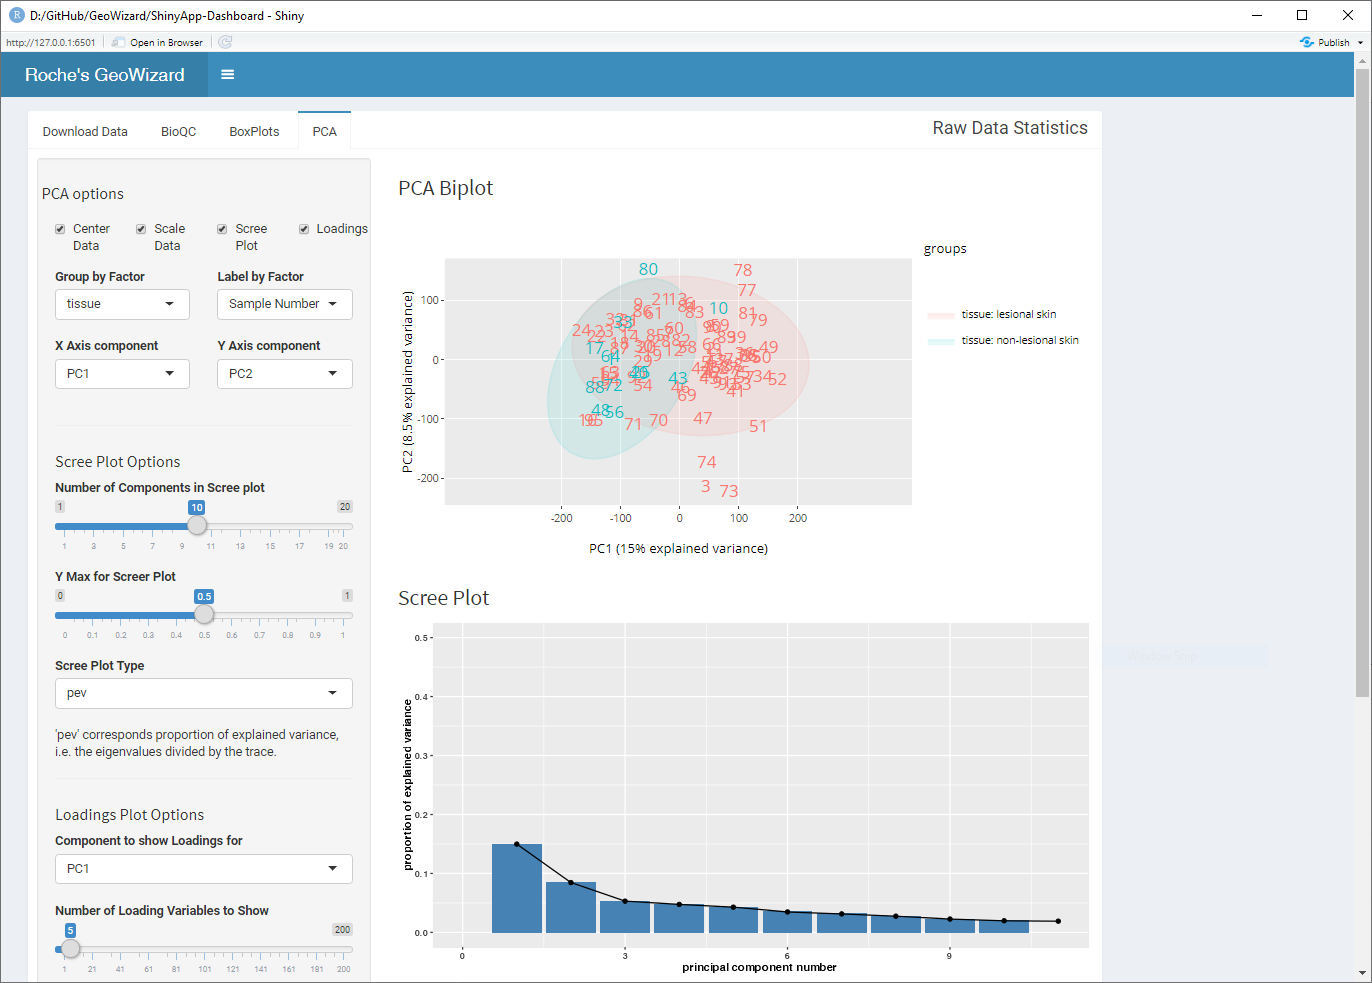 D:/GitHub/GeoWizard/ShinyApp-Dashboard - Shiny
http://127.0.0.1:6501 Open in Browser Publish
Roche's GeoWizard
Download Data BioQC BoxPlots PCA Raw Data Statistics
PCA options
Center Data
Scale Data
Scree Plot
Loadings
Group by Factor
tissue
Label by Factor
Sample Number
X Axis component
PC1
Y Axis component
PC2
Scree Plot Options
Number of Components in Scree plot
1 10 20
1 3 5 7 9 11 13 15 17 19 20
Y Max for Screer Plot
0 0.5 1
0 0.1 0.2 0.3 0.4 0.5 0.6 0.7 0.8 0.9 1
Scree Plot Type
pev
'pev' corresponds proportion of explained variance,
i.e. the eigenvalues divided by the trace.
Loadings Plot Options
Component to show Loadings for
PC1
Number of Loading Variables to Show
5 200
1 21 41 61 81 101 121 141 161 181 200
PCA Biplot
groups
tissue: lesional skin
tissue: non-lesional skin
PC2 (8.5% explained variance)
100
0
-100
-200
80
78
77
10
83
81
79
49
52
51
43
69
47
70
71
54
48
56
88
72
17
64
24
74
3
73
-200 -100 0 100 200
PC1 (15% explained variance)
Scree Plot
proportion of explained variance
0.5
0.4
0.3
0.2
0.1
0.0
0 3 6 9
principal component number